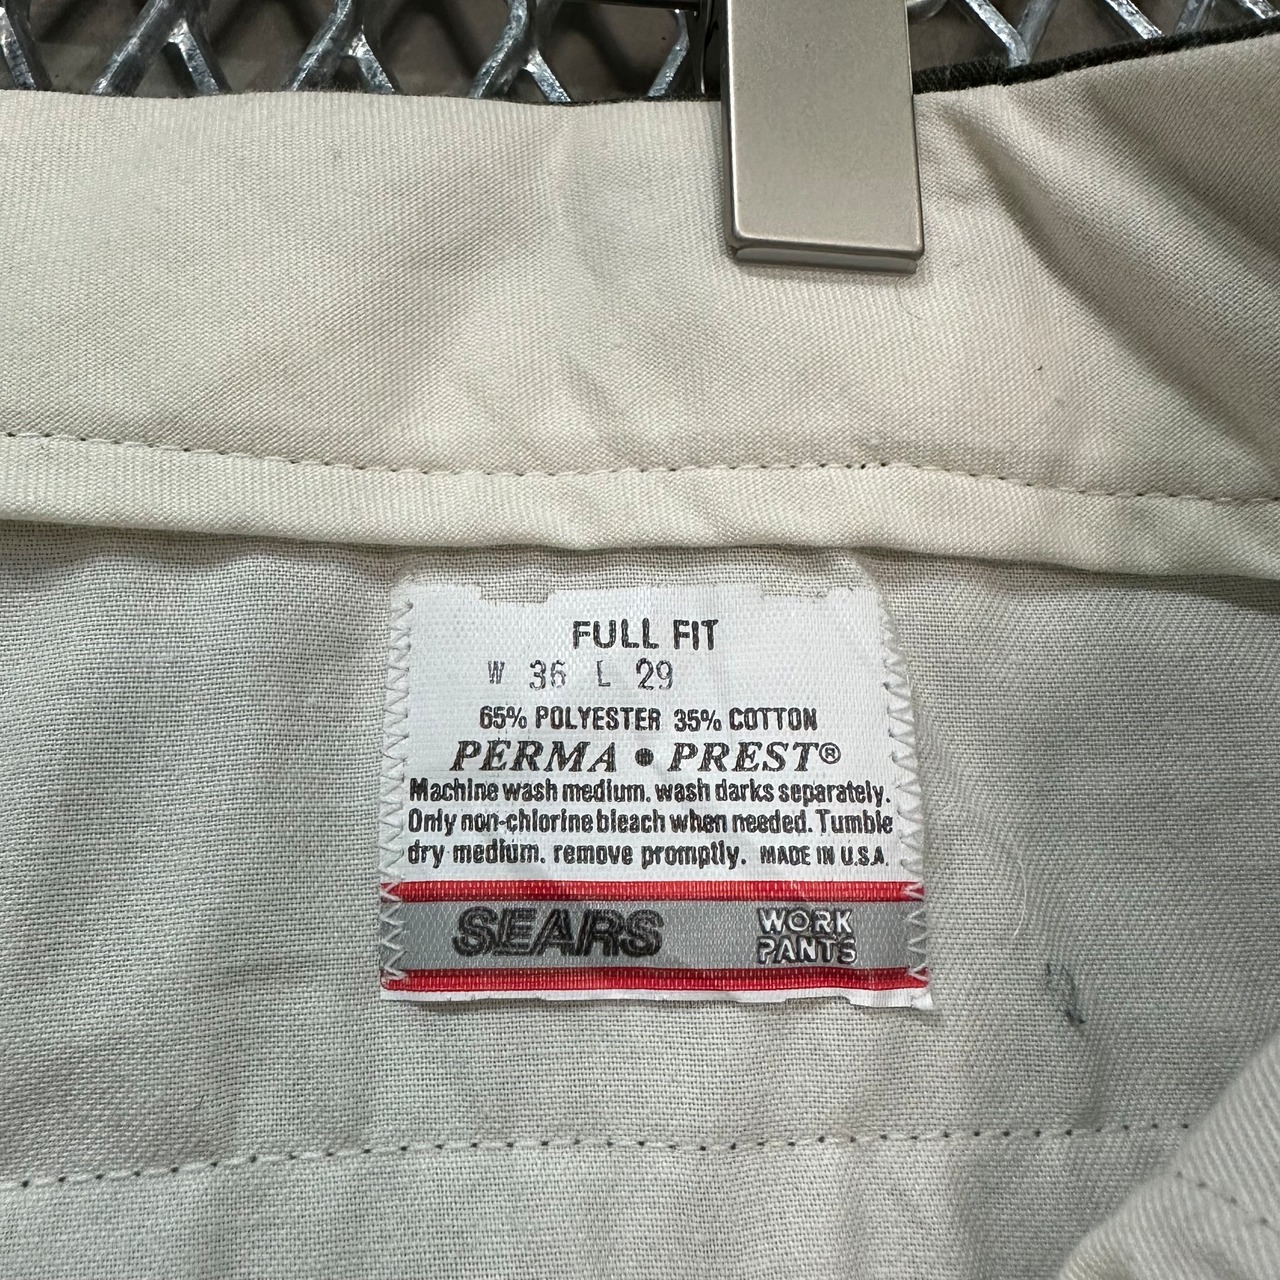 FULL FIT
W 36 L 29
65% POLYESTER 35% COTTON
PERMA • PREST®
Machine wash medium. wash darks separately.
Only non-chlorine bleach when needed. Tumble
dry medium. remove promptly. MADE IN U.S.A.
SEARS WORK
PANTS